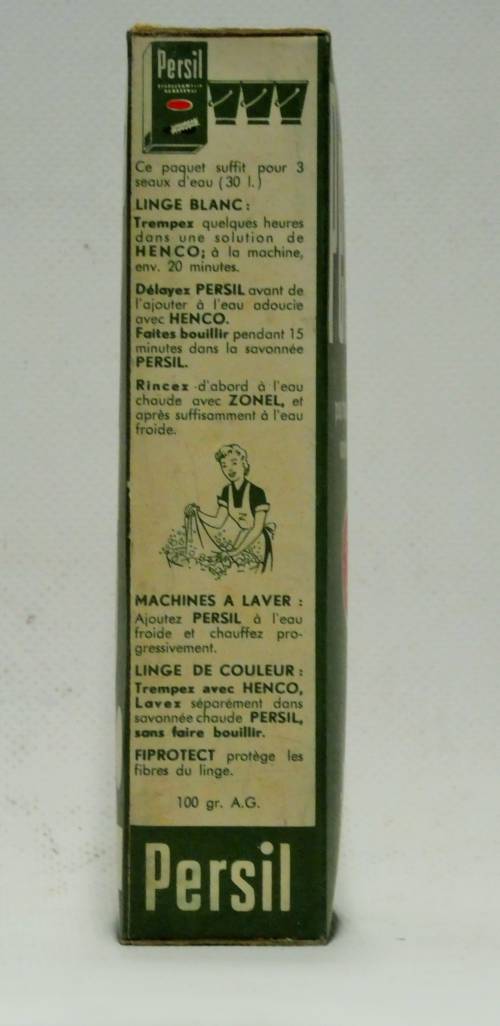 Persil
Ce paquet suffit pour 3
seaux d'eau (30 l.)
LINGE BLANC:
Trempez quelques heures
dans une solution de
HENCO; à la machine,
env. 20 minutes.
Délayez PERSIL avant de
l'ajouter à l'eau adoucie
avec HENCO.
Faites bouillir pendant 15
minutes dans la savonnée
PERSIL.
Rincez d'abord à l'eau
chaude avec ZONEL, et
après suffisamment à l'eau
froide.
MACHINES A LAVER :
Ajoutez PERSIL à l'eau
froide et chauffez pro-
gressivement.
LINGE DE COULEUR :
Trempez avec HENCO,
Lavez séparément dans
savonnée chaude PERSIL,
sans faire bouillir.
FIPROTECT protège les
fibres du linge.
100 gr. A.G.
Persil